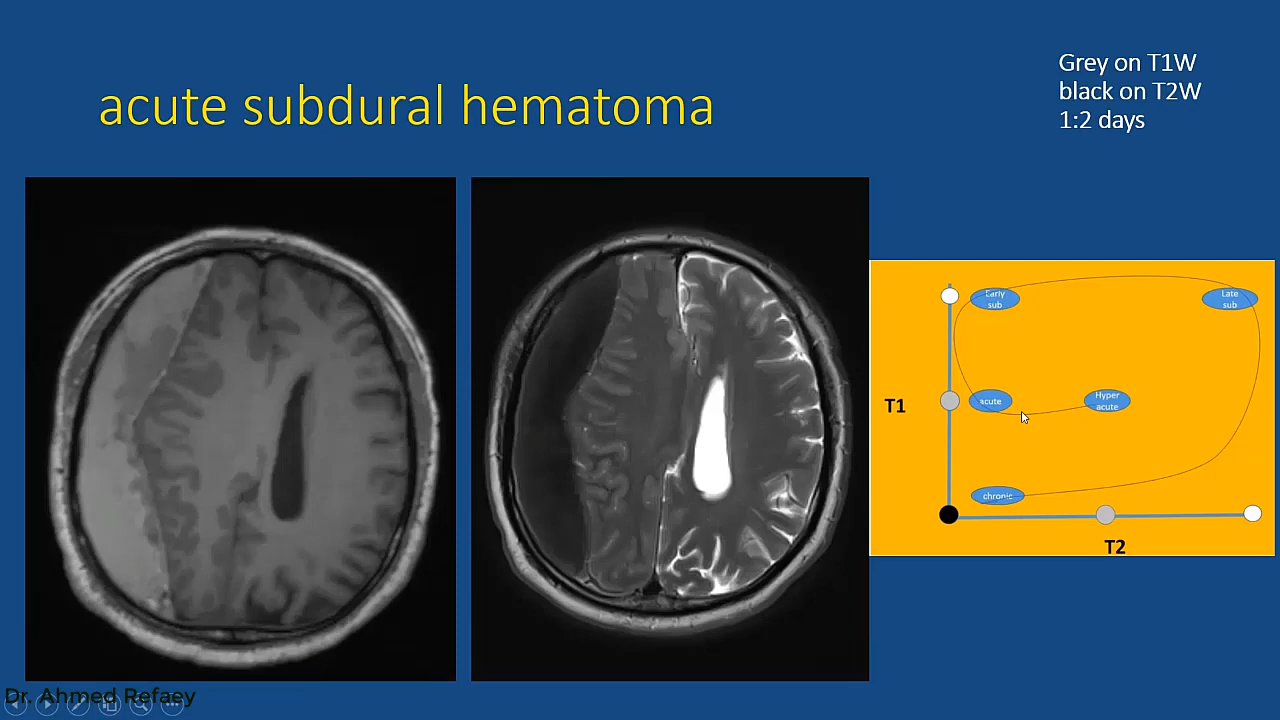 Grey on T1W
black on T2W
1:2 days
acute subdural hematoma
Early
sub
Late
sub
T1
acute
Hyper
acute
chronic
T2
Dr. Ahmed Refaey